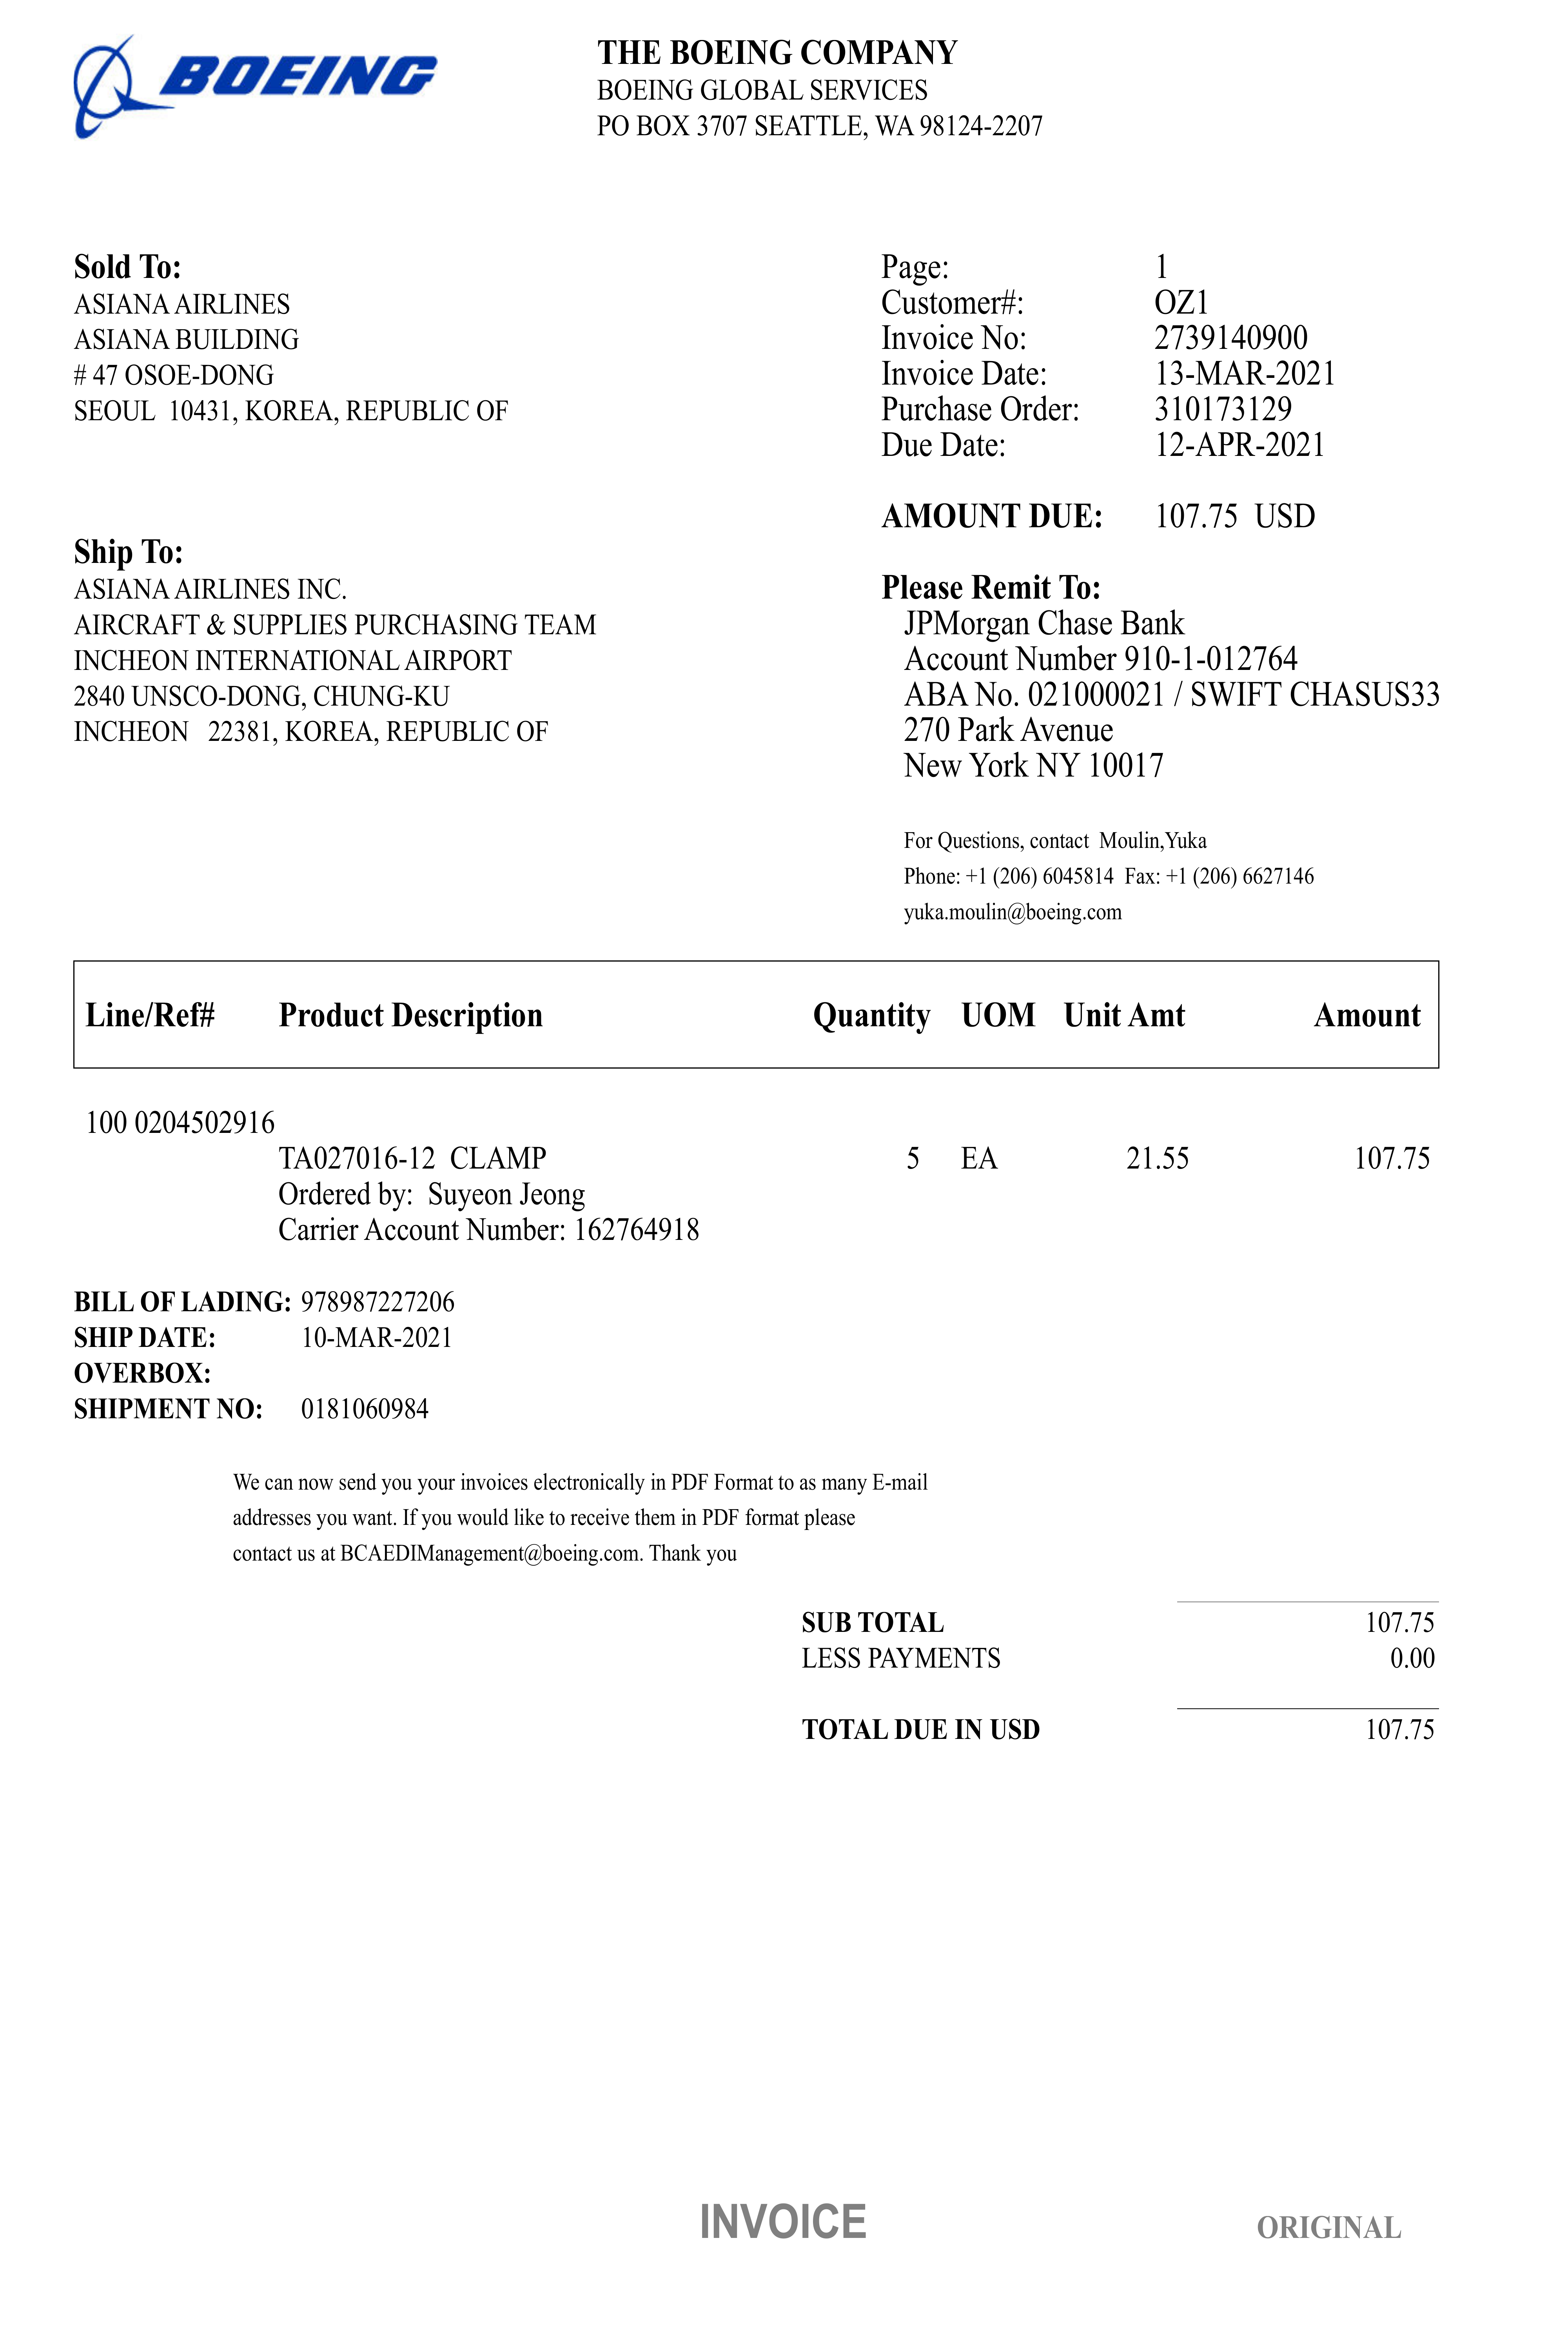 BOEING
THE BOEING COMPANY
BOEING GLOBAL SERVICES
PO BOX 3707 SEATTLE, WA 98124-2207
Sold To:
ASIANA AIRLINES
ASIANA BUILDING
# 47 OSOE-DONG
SEOUL 10431, KOREA, REPUBLIC OF
Page: 1
Customer#: OZ1
Invoice No: 2739140900
Invoice Date: 13-MAR-2021
Purchase Order: 310173129
Due Date: 12-APR-2021
AMOUNT DUE: 107.75 USD
Ship To:
ASIANA AIRLINES INC.
AIRCRAFT & SUPPLIES PURCHASING TEAM
INCHEON INTERNATIONAL AIRPORT
2840 UNSCO-DONG, CHUNG-KU
INCHEON 22381, KOREA, REPUBLIC OF
Please Remit To:
JPMorgan Chase Bank
Account Number 910-1-012764
ABA No. 021000021 / SWIFT CHASUS33
270 Park Avenue
New York NY 10017
For Questions, contact Moulin,Yuka
Phone: +1 (206) 6045814 Fax: +1 (206) 6627146
yuka.moulin@boeing.com
Line/Ref# Product Description Quantity UOM Unit Amt Amount
100 0204502916
TA027016-12 CLAMP 5 EA 21.55 107.75
Ordered by: Suyeon Jeong
Carrier Account Number: 162764918
BILL OF LADING: 978987227206
SHIP DATE: 10-MAR-2021
OVERBOX:
SHIPMENT NO: 0181060984
We can now send you your invoices electronically in PDF Format to as many E-mail
addresses you want. If you would like to receive them in PDF format please
contact us at BCAEDIManagement@boeing.com. Thank you
SUB TOTAL 107.75
LESS PAYMENTS 0.00
TOTAL DUE IN USD 107.75
INVOICE
ORIGINAL